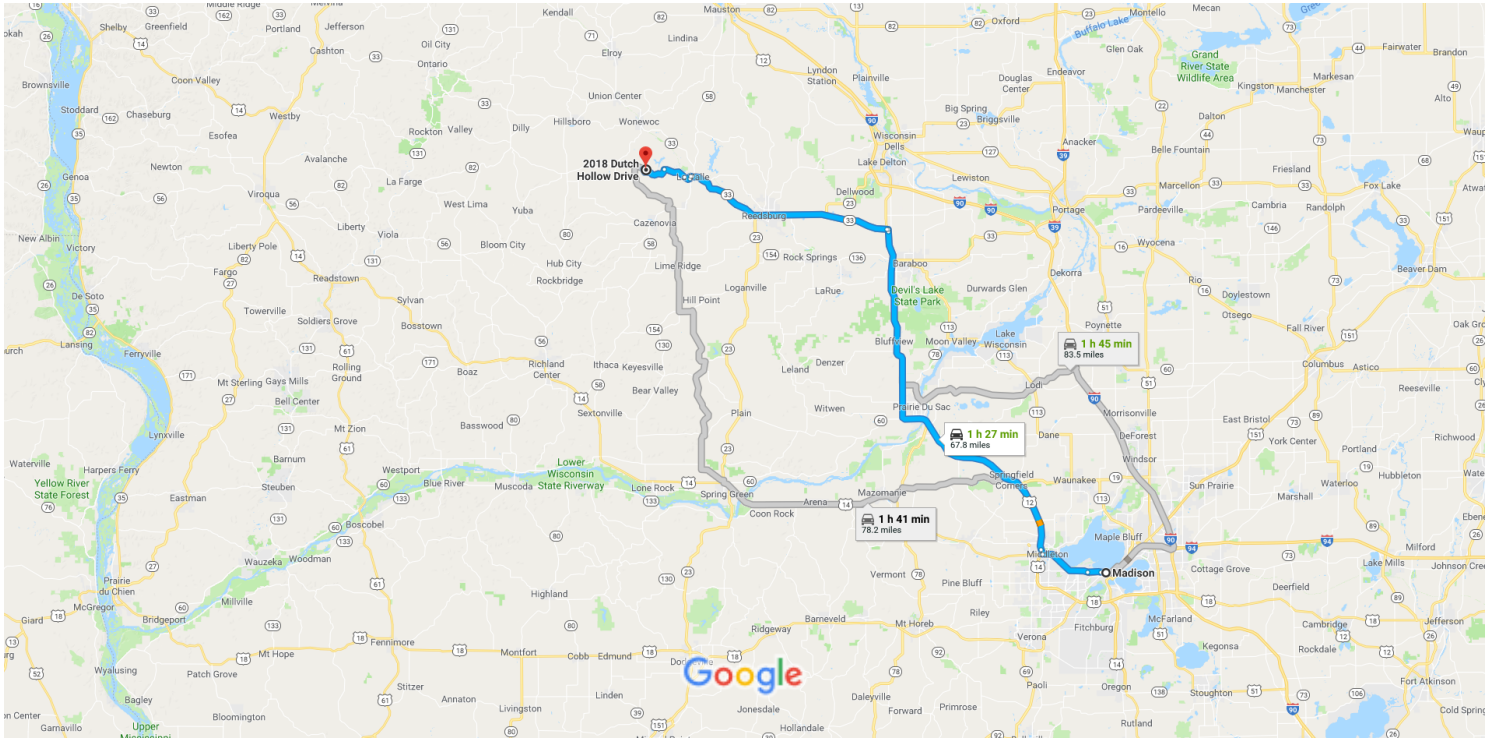 Shelby
Greenfield
Middle Ridge
Portland
Jefferson
Kendall
Mauston
Oxford
Montello
Mecan
Cashton
Oil City
Elroy
Lindina
Buffalo Lake
Glen Oak
Grand
River State
Wildlife Area
Fairwater
Brandon
Brownsville
Coon Valley
Ontario
Lyndon
Station
Plainville
Douglas
Center
Endeavor
Markesan
Kingston
Manchester
Stoddard
Chaseburg
Westby
Union Center
Big Spring
Briggsville
Dalton
Alto
Esofea
Rockton
Valley
Dilly
Hillsboro
Wonewoc
Wisconsin
Dells
Anacker
Belle Fountain
Genoa
Newton
Avalanche
La Farge
2018 Dutch
Hollow Drive
Lake Delton
Lewiston
Marcellon
Friesland
Fox Lake
Viroqua
West Lima
Yuba
Dellwood
Portage
Pardeeville
Cambria
Randolph
New Albin
Victory
Liberty
Viola
Bloom City
Cazenovia
Reedsburg
Liberty Pole
Fargo
Readstown
Hub City
Rockbridge
Lime Ridge
Rock Springs
Baraboo
Wyocena
Dekorra
Rio
Beaver Dam
De Soto
Sylvan
Loganville
LaRue
Devil's Lake
State Park
Durwards Glen
Doylestown
Otsego
Towerville
Soldiers Grove
Bosstown
Hill Point
Lake
Wisconsin
Poynette
Fall River
Lansing
Ferryville
Rolling
Ground
Richland
Center
Ithaca
Keyesville
Denzer
Leland
Bluffview
Moon Valley
1 h 45 min
83.5 miles
Columbus
Astico
Mt Sterling
Gays Mills
Bell Center
Boaz
Bear Valley
Lodi
Reeseville
Lynxville
Mt Zion
Basswood
Sextonville
Plain
Witwen
Prairie Du Sac
Morrisonville
East Bristol
1 h 27 min
67.8 miles
Dane
DeForest
York Center
Portland
Richwood
Waterville
Harpers Ferry
Barnum
Westport
Lower
Wisconsin
State Riverway
Windsor
Hubbleton
Yellow River
State Forest
Eastman
Steuben
Blue River
Muscoda
Lone Rock
Spring Green
Arena
Mazomanie
Springfield
Corners
Waunakee
Sun Prairie
Marshall
Waterloo
Boscobel
Coon Rock
1 h 41 min
78.2 miles
Maple Bluff
Milford
Wauzeka
Woodman
Middleton
Madison
Cottage Grove
Lake Mills
Prairie
du Chien
McGregor
Millville
Highland
Vermont
Pine Bluff
Deerfield
Giard
Bridgeport
Barneveld
Mt Horeb
Riley
Verona
Fitchburg
McFarland
Kegonsa
Cambridge
Rockdale
Jefferson
Wyalusing
Mt Hope
Patch Grove
Fennimore
Montfort
Cobb
Edmund
Ridgeway
Google
Fort Atkinson
Bagley
Stitzer
Annaton
Livingston
Linden
Daleyville
Forward
Primrose
Paoli
Oregon
Stoughton
Bloomington
Jonesdale
Hollandale
Rutland
Garnavillo
Upper